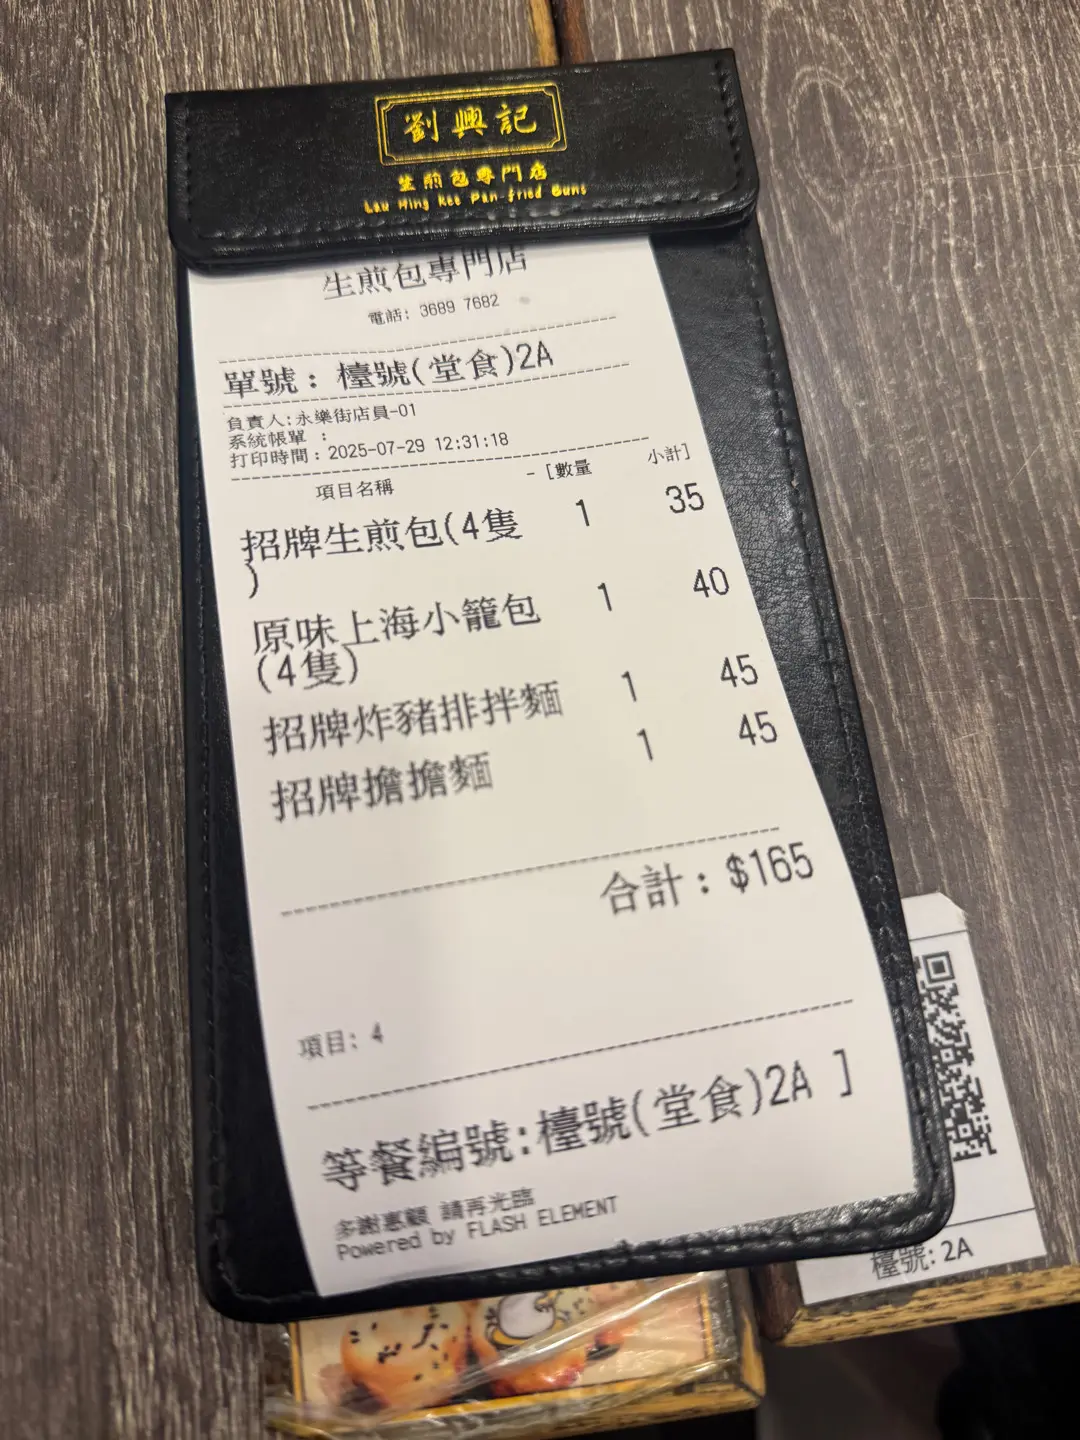 劉興記
生煎包專門店
Lau Hing Kee Pan-fried Buns
生煎包專門店
電話: 3689 7682
單號: 檯號(堂食)2A
負責人:永樂街店員-01
系統帳單 :
打印時間:2025-07-29 12:31:18
項目名稱 - [數量 小計]
招牌生煎包(4隻 1 35
)
原味上海小籠包 1 40
(4隻)
招牌炸豬排拌麵 1 45
招牌擔擔麵 1 45
合計:$165
項目: 4
等餐編號:檯號(堂食)2A ]
多謝惠顧 請再光臨
Powered by FLASH ELEMENT
檯號: 2A